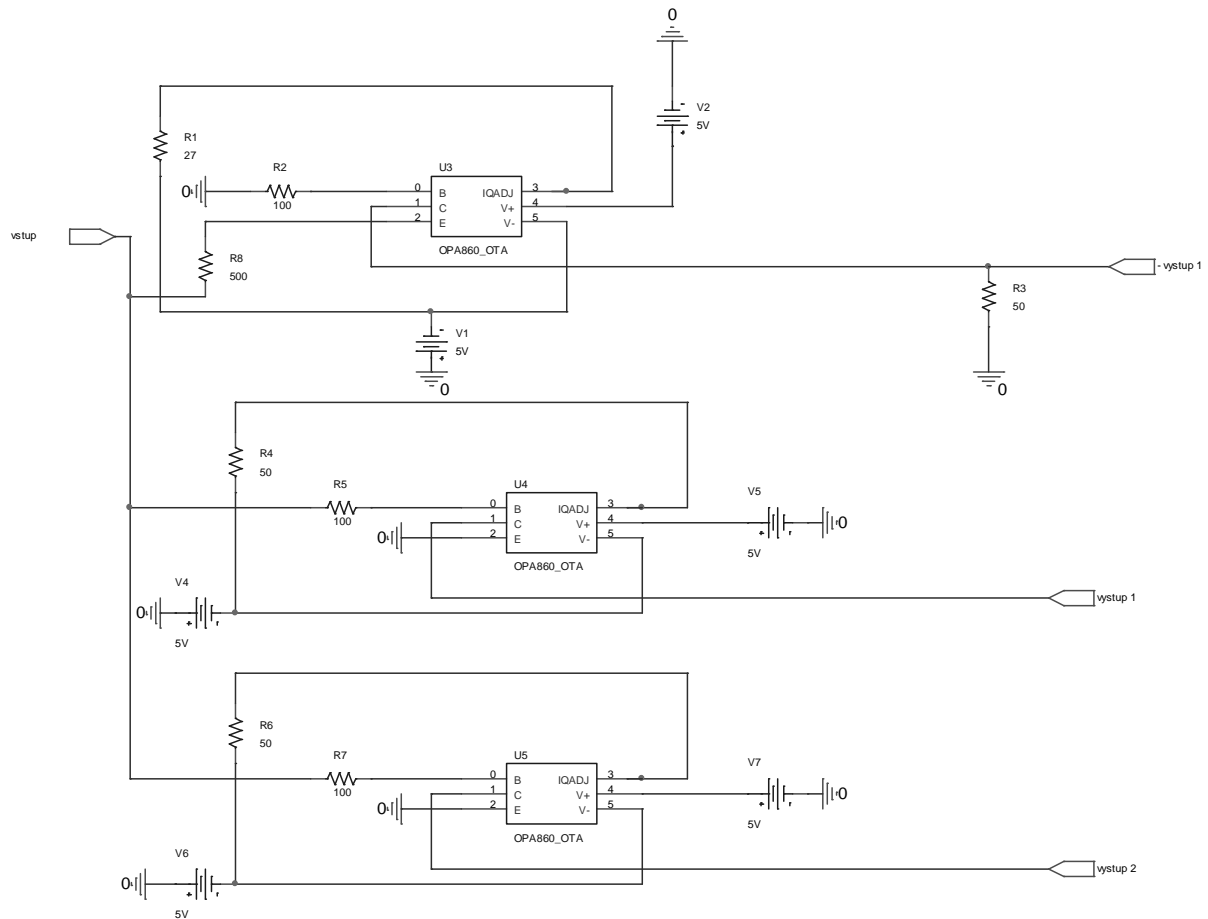 0
V2
5V
-
+
R1
27
R2
100
0
U3
0 B IQADJ 3
1 C V+ 4
2 E V- 5
OPA860_OTA
vstup
R8
500
- vystup 1
R3
50
0
V1
5V
-
+
0
R4
50
R5
100
U4
0 B IQADJ 3
1 C V+ 4
2 E V- 5
OPA860_OTA
0
V5
+
5V
0
V4
0
+
5V
vystup 1
R6
50
R7
100
U5
0 B IQADJ 3
1 C V+ 4
2 E V- 5
OPA860_OTA
0
V7
+
5V
0
V6
0
+
5V
vystup 2